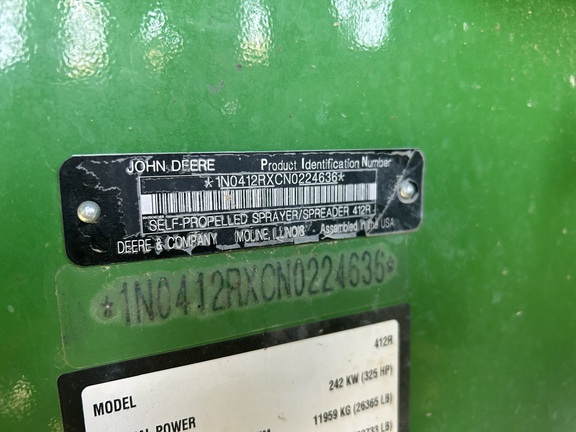 JOHN DEERE Product Identification Number
*1N0412RXCN0224636*
SELF-PROPELLED SPRAYER/SPREADER 412R
DEERE & COMPANY MOLINE, ILLINOIS Assembled in the USA
*1N0412RXCN0224636*
MODEL 412R
POWER 242 KW (325 HP)
11959 KG (26365 LB)